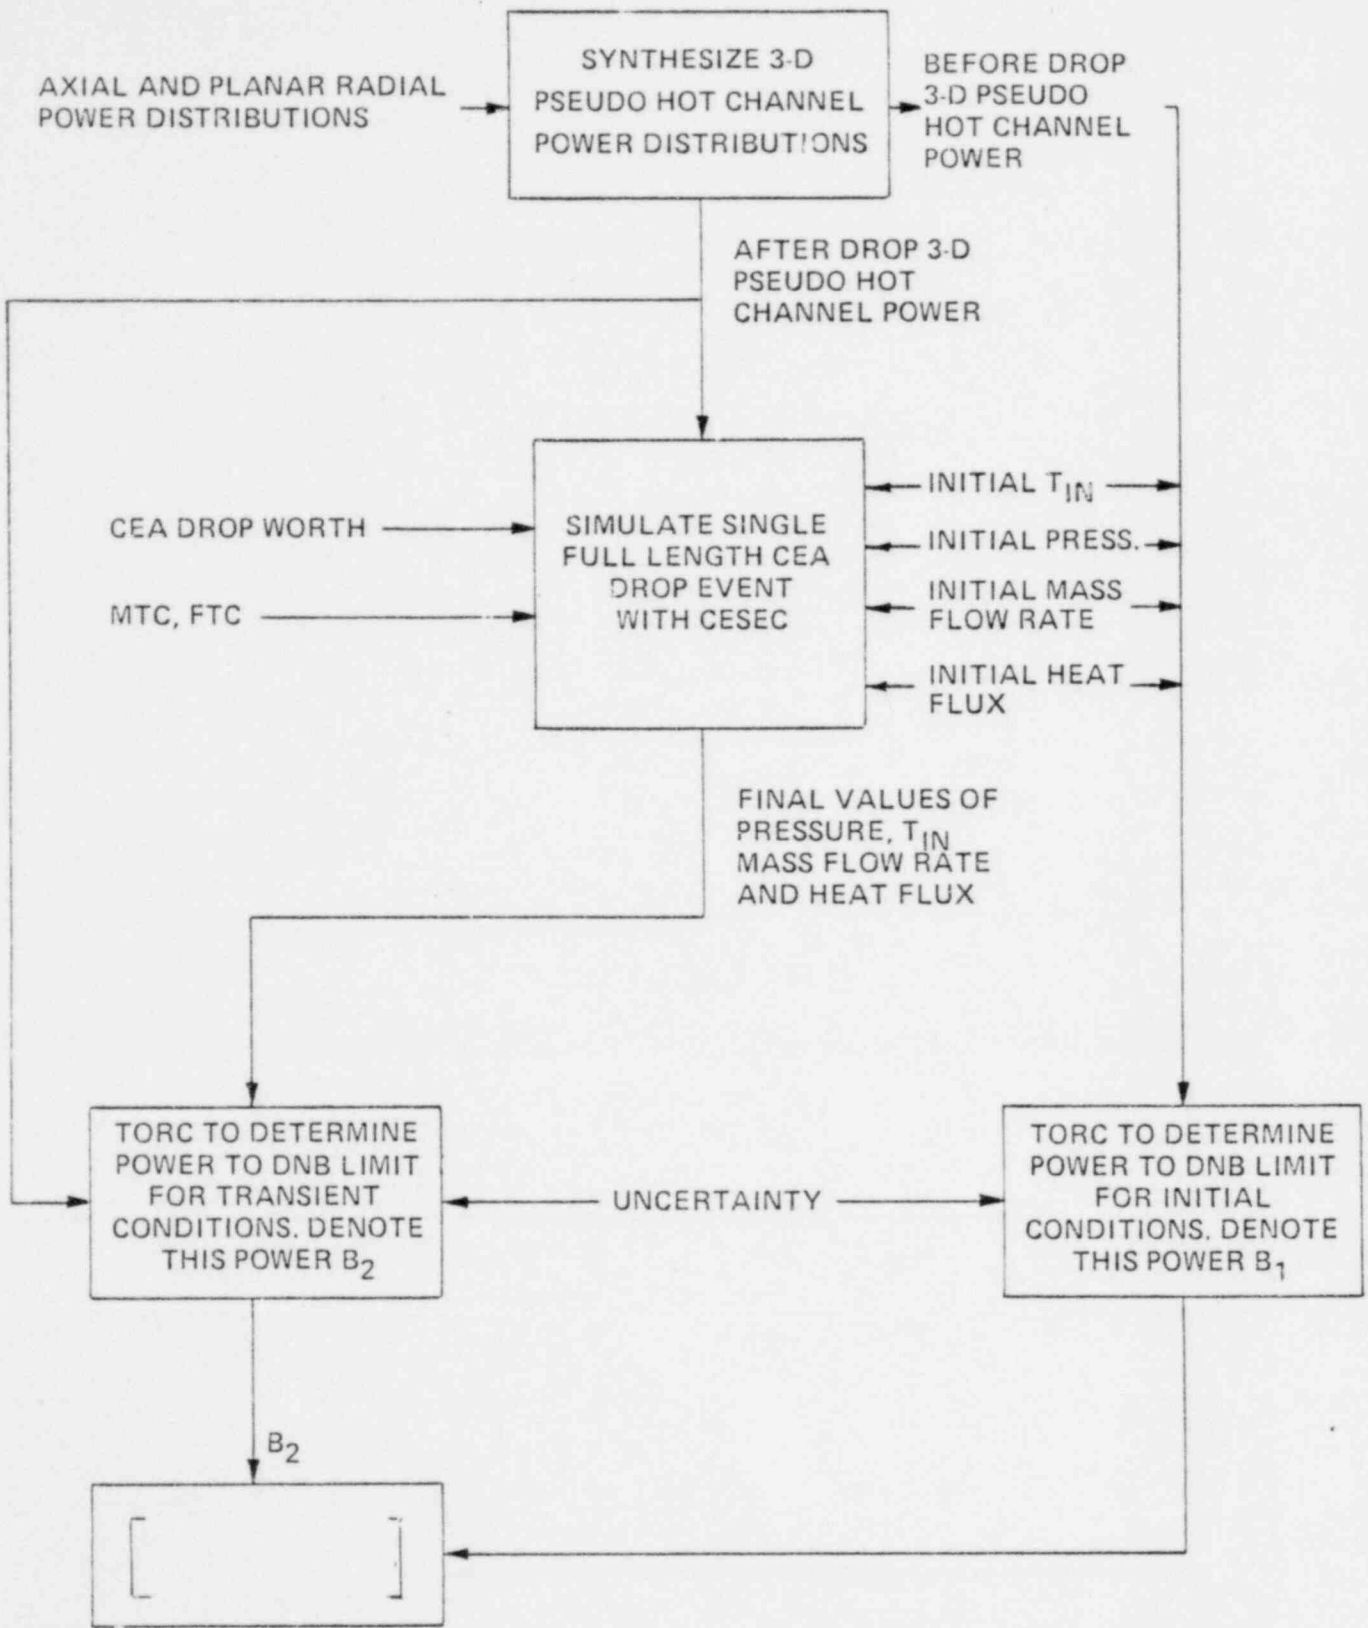 SYNTHESIZE 3-D
PSEUDO HOT CHANNEL
POWER DISTRIBUTIONS
AXIAL AND PLANAR RADIAL
POWER DISTRIBUTIONS
BEFORE DROP
3-D PSEUDO
HOT CHANNEL
POWER
AFTER DROP 3-D
PSEUDO HOT
CHANNEL POWER
CEA DROP WORTH
MTC, FTC
SIMULATE SINGLE
FULL LENGTH CEA
DROP EVENT
WITH CESEC
INITIAL T_IN
INITIAL PRESS.
INITIAL MASS
FLOW RATE
INITIAL HEAT
FLUX
FINAL VALUES OF
PRESSURE, T_IN
MASS FLOW RATE
AND HEAT FLUX
TORC TO DETERMINE
POWER TO DNB LIMIT
FOR TRANSIENT
CONDITIONS. DENOTE
THIS POWER B_2
UNCERTAINTY
TORC TO DETERMINE
POWER TO DNB LIMIT
FOR INITIAL
CONDITIONS. DENOTE
THIS POWER B_1
B_2
[ ]